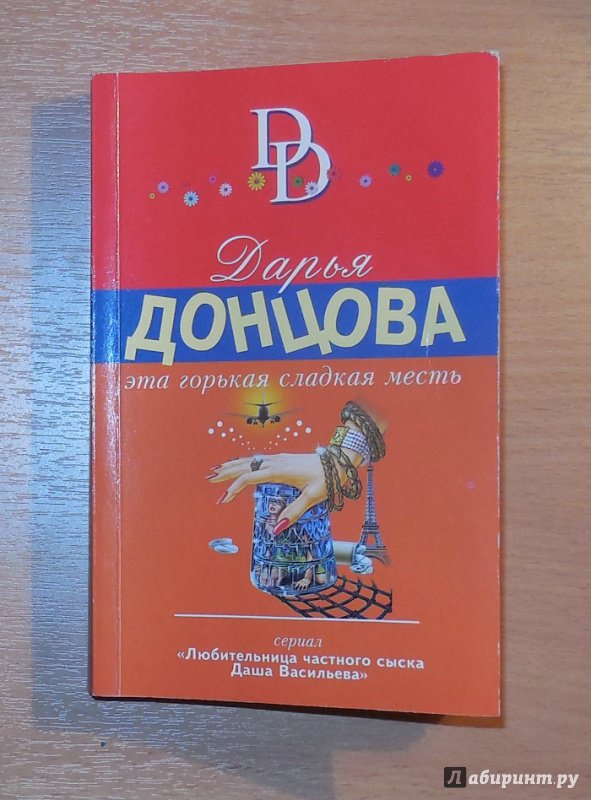 DD
Дарья
ДОНЦОВА
эта горькая сладкая месть
сериал
«Любительница частного сыска
Даша Васильева»
Лабиринт.ру